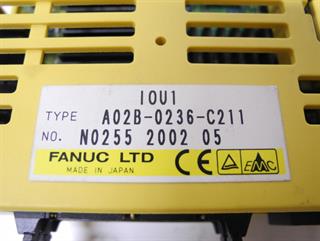 IOU1
TYPE A02B-0236-C211
NO. N0255 2002 05
FANUC LTD
MADE IN JAPAN
CE EMC